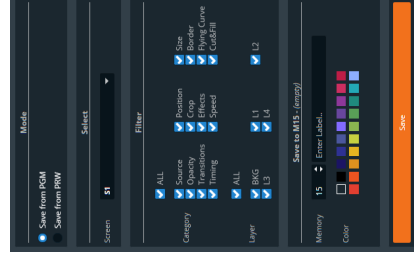 Mode
Save from PGM
Save from PRW
Select
Screen S1
Filter
ALL
Category Source Position Size
Opacity Crop Border
Transitions Effects Flying Curve
Timing Speed Cut&Fill
ALL
Layer BKG L1 L2
L3 L4
Save to M15 - (empty)
Memory 15 Enter Label..
Color
Save